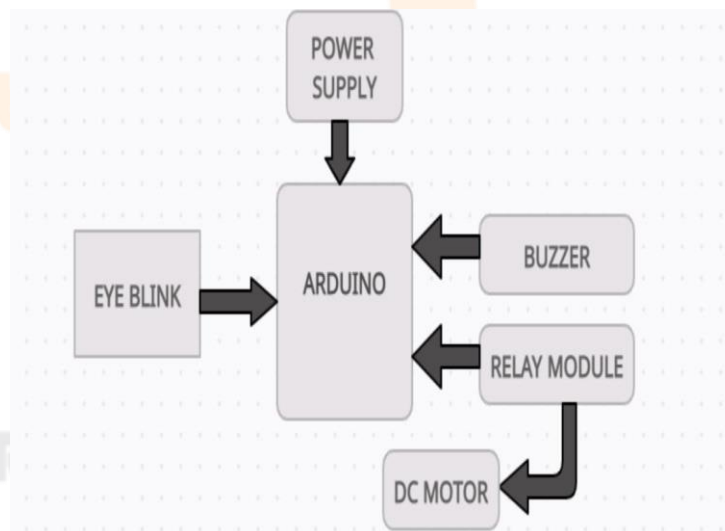 POWER
SUPPLY
ARDUINO
EYE BLINK
BUZZER
RELAY MODULE
DC MOTOR